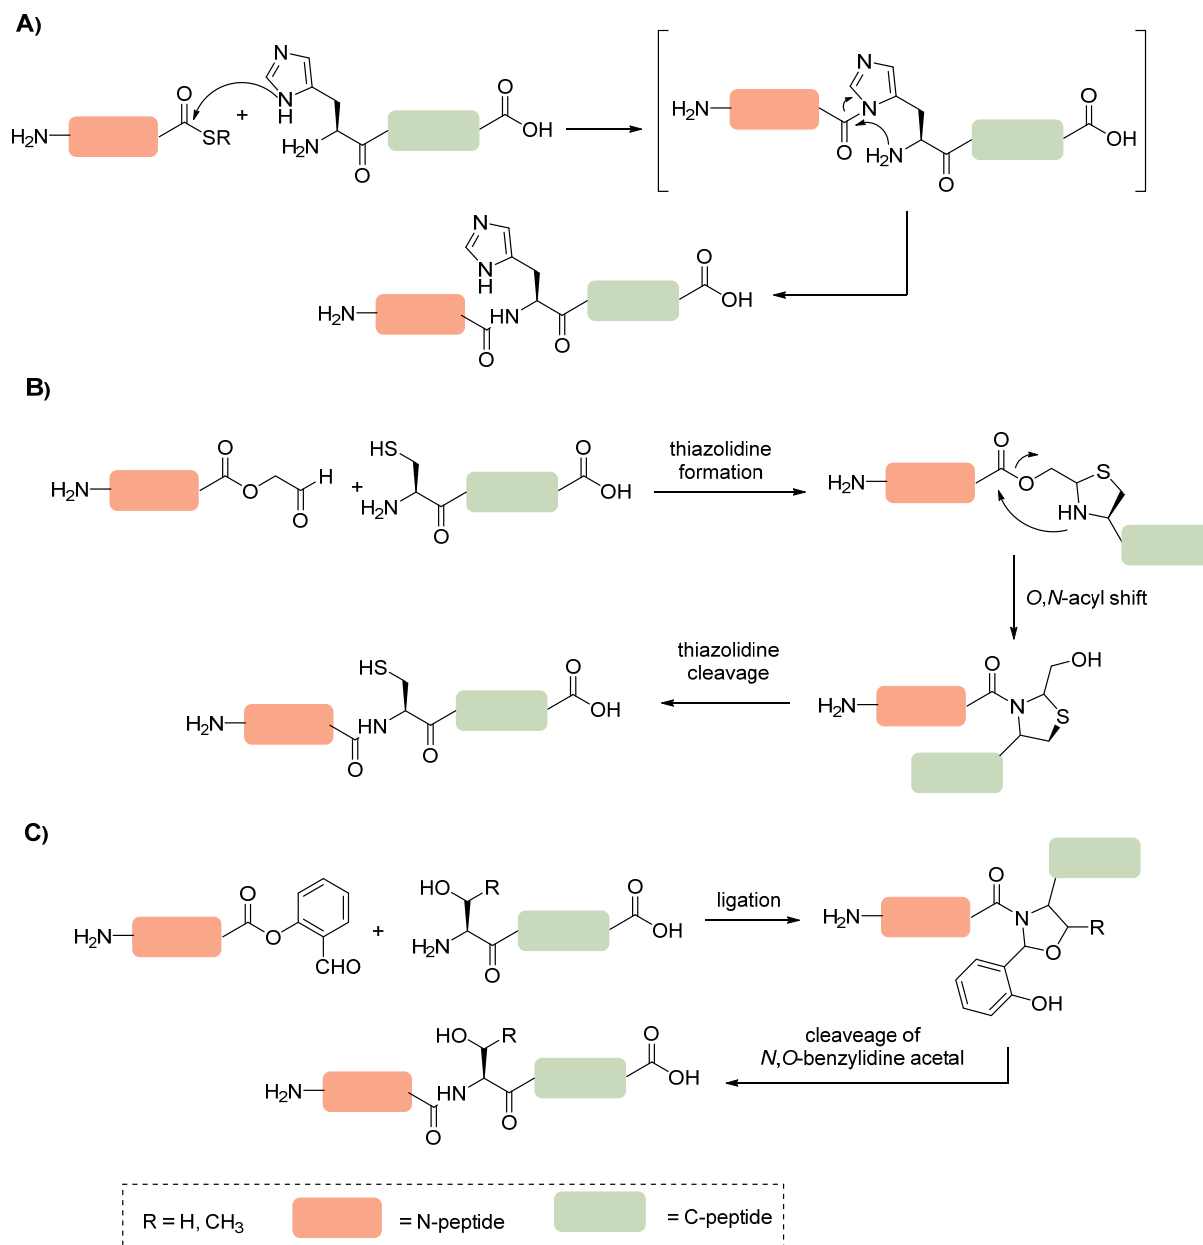 A)
H₂N
O
SR
+
N
N
H
H₂N
O
O
OH
H₂N
O
N
N
H₂N
O
O
OH
N
N
H
H₂N
O
HN
O
O
OH
B)
H₂N
O
O
H
O
+
HS
H₂N
O
O
OH
thiazolidine
formation
H₂N
O
O
S
HN
O,N-acyl shift
thiazolidine
cleavage
H₂N
O
N
S
OH
H₂N
O
HN
HS
O
O
OH
C)
H₂N
O
O
CHO
+
HO
R
H₂N
O
O
OH
ligation
H₂N
O
N
O
R
OH
cleaveage of
N,O-benzylidine acetal
H₂N
O
HN
HO
R
O
O
OH
R = H, CH₃
= N-peptide
= C-peptide